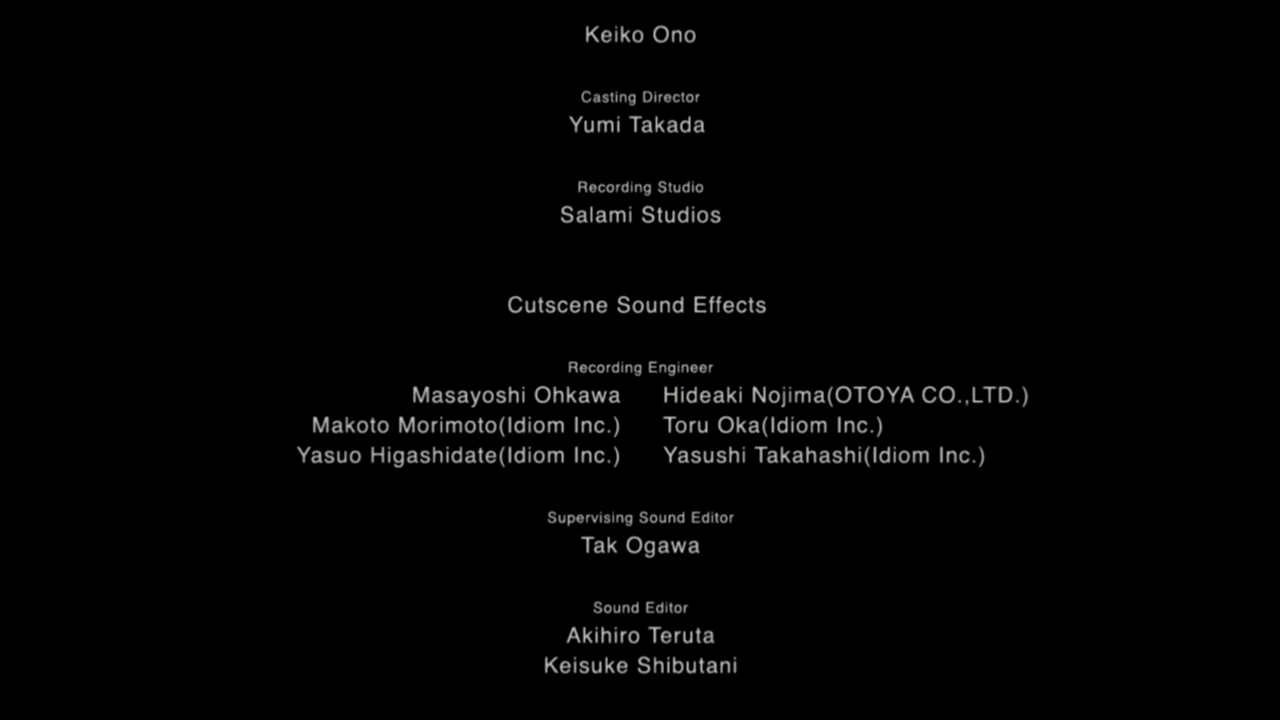 Keiko Ono
Casting Director
Yumi Takada
Recording Studio
Salami Studios
Cutscene Sound Effects
Recording Engineer
Masayoshi Ohkawa Hideaki Nojima(OTOYA CO.,LTD.)
Makoto Morimoto(Idiom Inc.) Toru Oka(Idiom Inc.)
Yasuo Higashidate(Idiom Inc.) Yasushi Takahashi(Idiom Inc.)
Supervising Sound Editor
Tak Ogawa
Sound Editor
Akihiro Teruta
Keisuke Shibutani